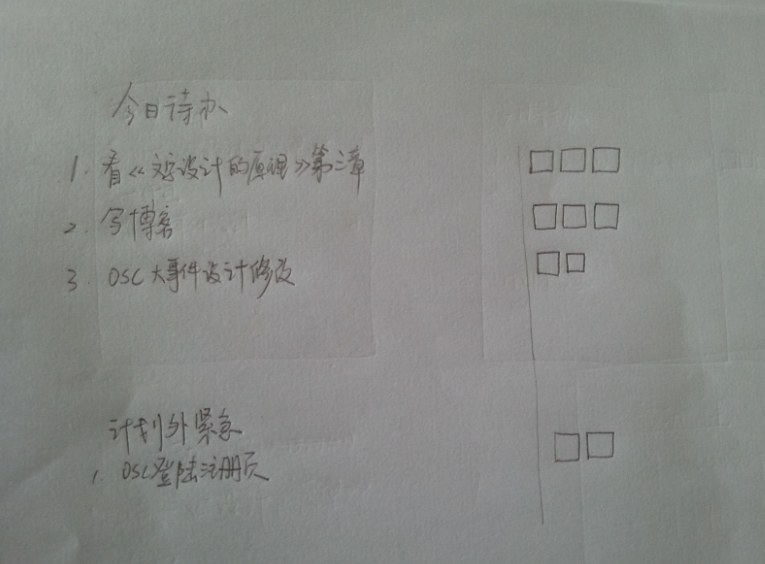 今日待办
1. 看《文字设计的原理》第三章
2. 写博客
3. OSC大事件设计修改
计划外紧急
1. OSC登陆注册页